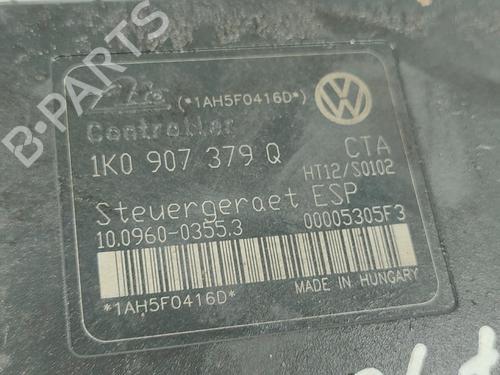 B-PARTS
Ate (*1AH5F0416D*)
Controller
1K0 907 379 Q CTA
HT12/S0102
Steuergeraet ESP
10.0960-0355.3 00005305F3
*1AH5F0416D* MADE IN HUNGARY